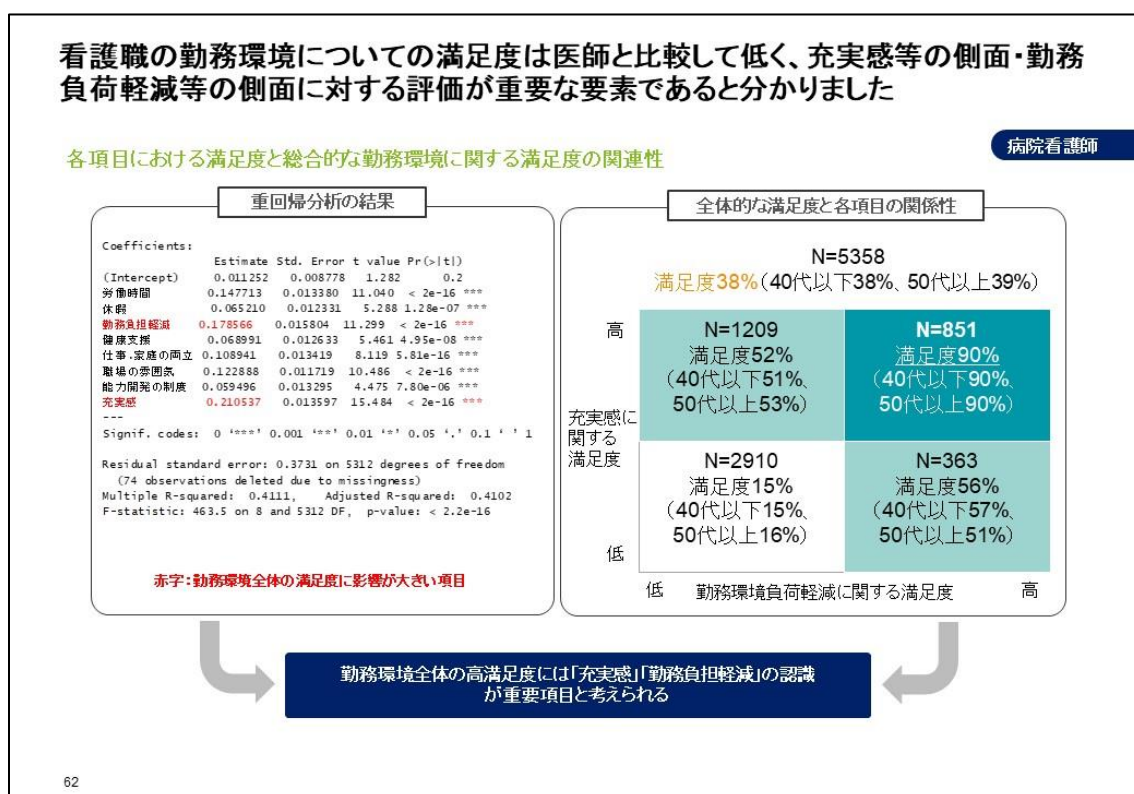 看護職の勤務環境についての満足度は医師と比較して低く、充実感等の側面・勤務
負荷軽減等の側面に対する評価が重要な要素であると分かりました
病院看護師
各項目における満足度と総合的な勤務環境に関する満足度の関連性
重回帰分析の結果
Coefficients:
Estimate Std. Error t value Pr(>|t|)
(Intercept) 0.011252 0.008778 1.282 0.2
労働時間 0.147713 0.013380 11.040 < 2e-16 ***
休暇 0.065210 0.012331 5.288 1.28e-07 ***
勤務負担軽減 0.178566 0.015804 11.299 < 2e-16 ***
健康支援 0.068991 0.012633 5.461 4.95e-08 ***
仕事.家庭の両立 0.108941 0.013419 8.119 5.81e-16 ***
職場の雰囲気 0.122888 0.011719 10.486 < 2e-16 ***
能力開発の制度 0.059496 0.013295 4.475 7.80e-06 ***
充実感 0.210537 0.013597 15.484 < 2e-16 ***
---
Signif. codes: 0 ‘***’ 0.001 ‘**’ 0.01 ‘*’ 0.05 ‘.’ 0.1 ‘ ’ 1
Residual standard error: 0.3731 on 5312 degrees of freedom
(74 observations deleted due to missingness)
Multiple R-squared: 0.4111, Adjusted R-squared: 0.4102
F-statistic: 463.5 on 8 and 5312 DF, p-value: < 2.2e-16
赤字：勤務環境全体の満足度に影響が大きい項目
全体的な満足度と各項目の関係性
N=5358
満足度38%(40代以下38%、50代以上39%)
高
充実感に
関する
満足度
低
N=1209
満足度52%
(40代以下51%、
50代以上53%)
N=851
満足度90%
(40代以下90%、
50代以上90%)
N=2910
満足度15%
(40代以下15%、
50代以上16%)
N=363
満足度56%
(40代以下57%、
50代以上51%)
低 勤務環境負荷軽減に関する満足度 高
勤務環境全体の高満足度には「充実感」「勤務負担軽減」の認識
が重要項目と考えられる
62